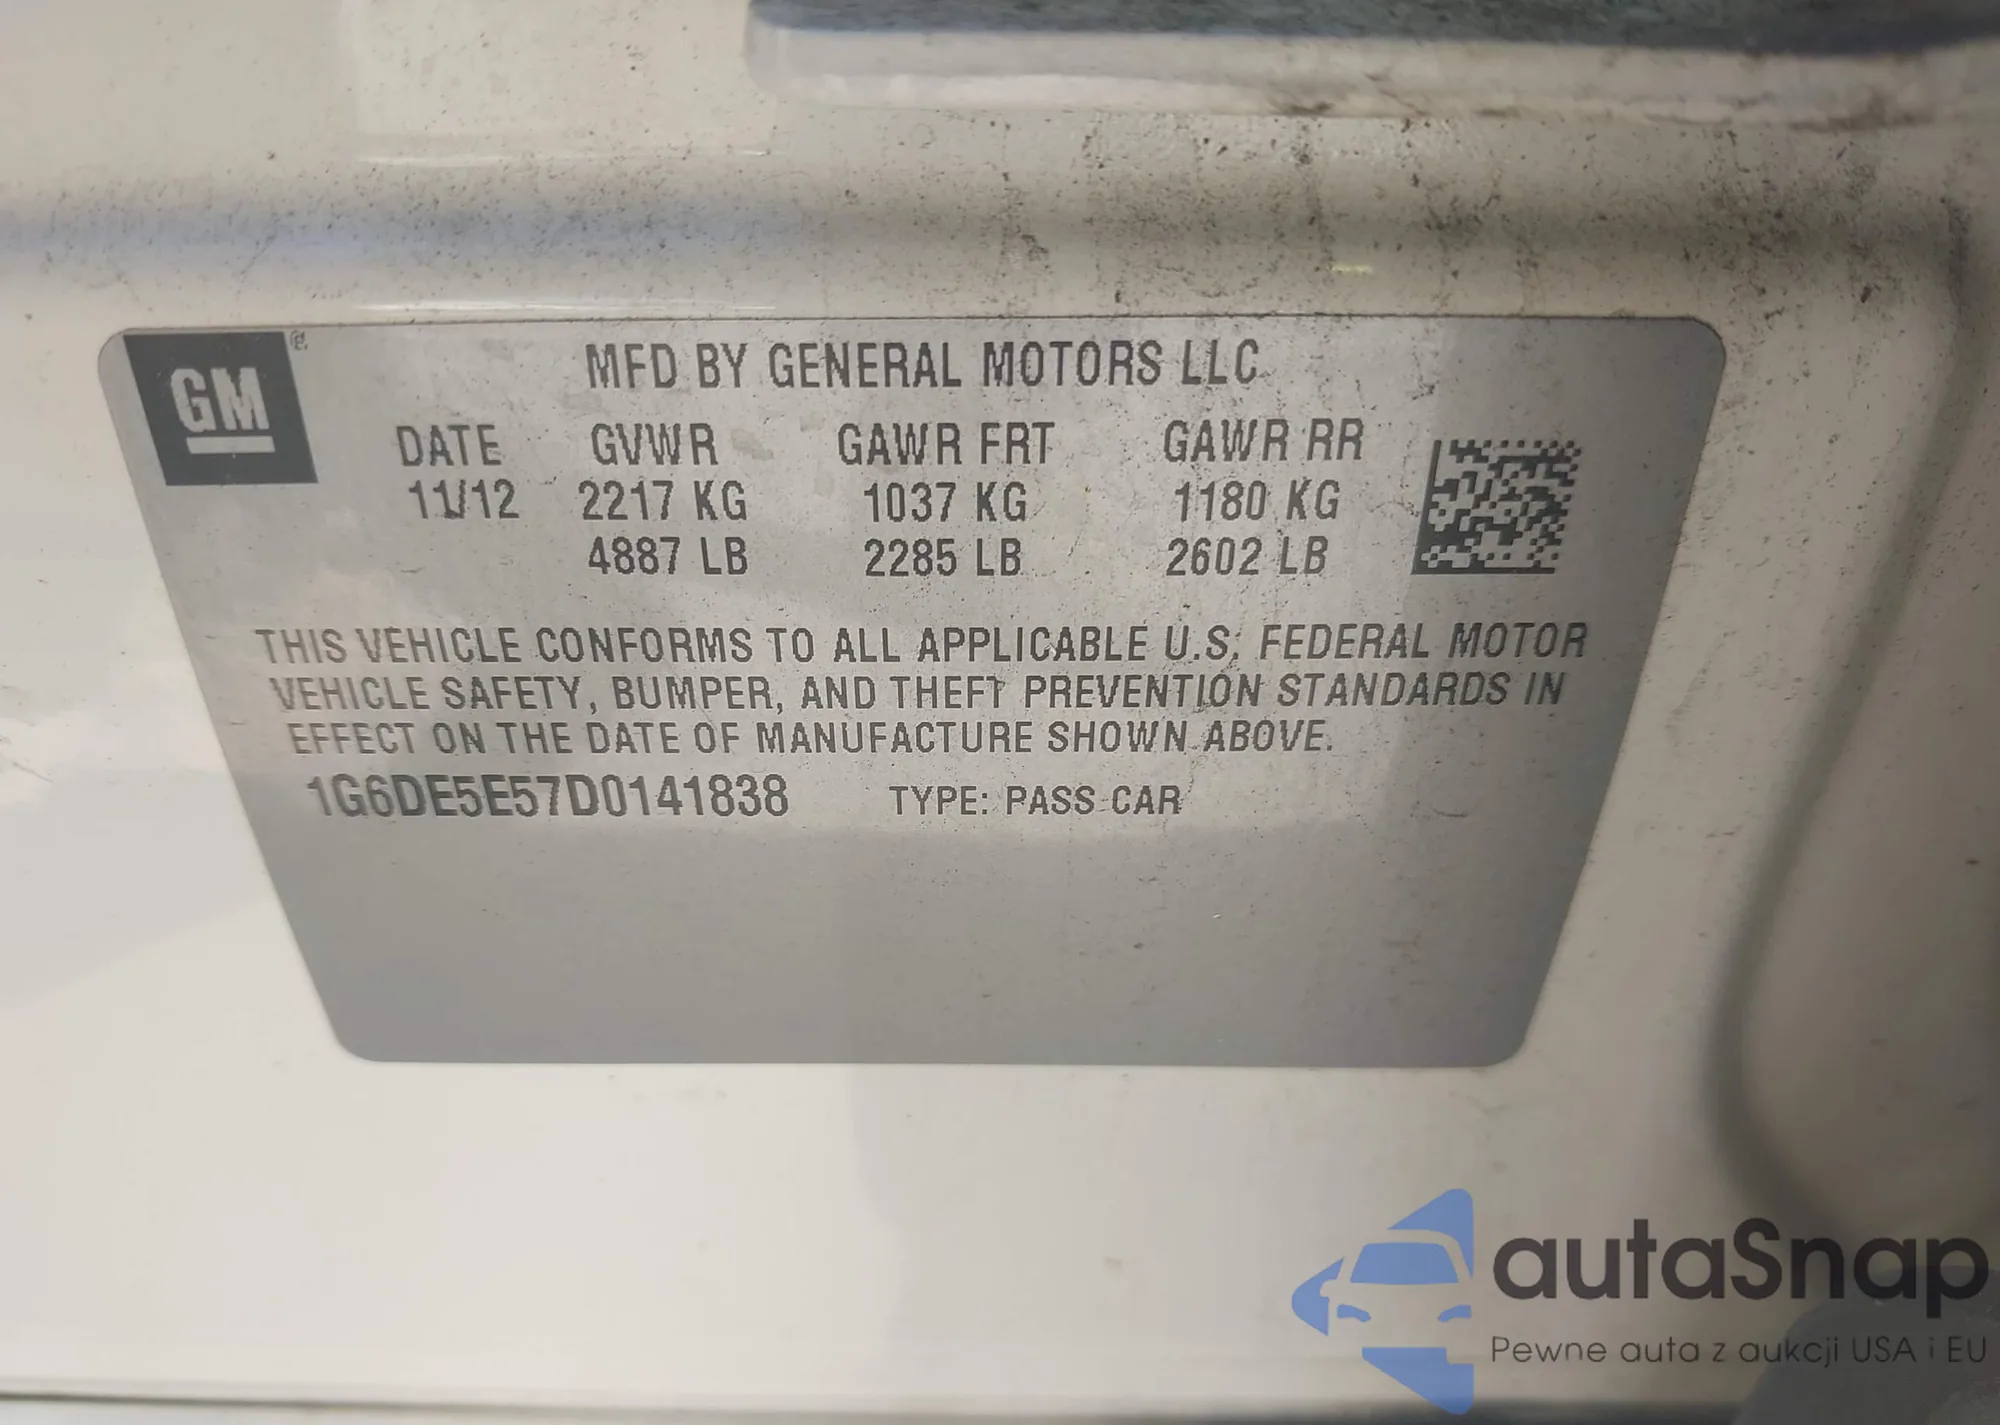 GM
MFD BY GENERAL MOTORS LLC
DATE GVWR GAWR FRT GAWR RR
11/12 2217 KG 1037 KG 1180 KG
4887 LB 2285 LB 2602 LB
THIS VEHICLE CONFORMS TO ALL APPLICABLE U.S. FEDERAL MOTOR
VEHICLE SAFETY, BUMPER, AND THEFT PREVENTION STANDARDS IN
EFFECT ON THE DATE OF MANUFACTURE SHOWN ABOVE.
1G6DE5E57D0141838 TYPE: PASS CAR
autaSnap
Pewne auta z aukcji USA i EU